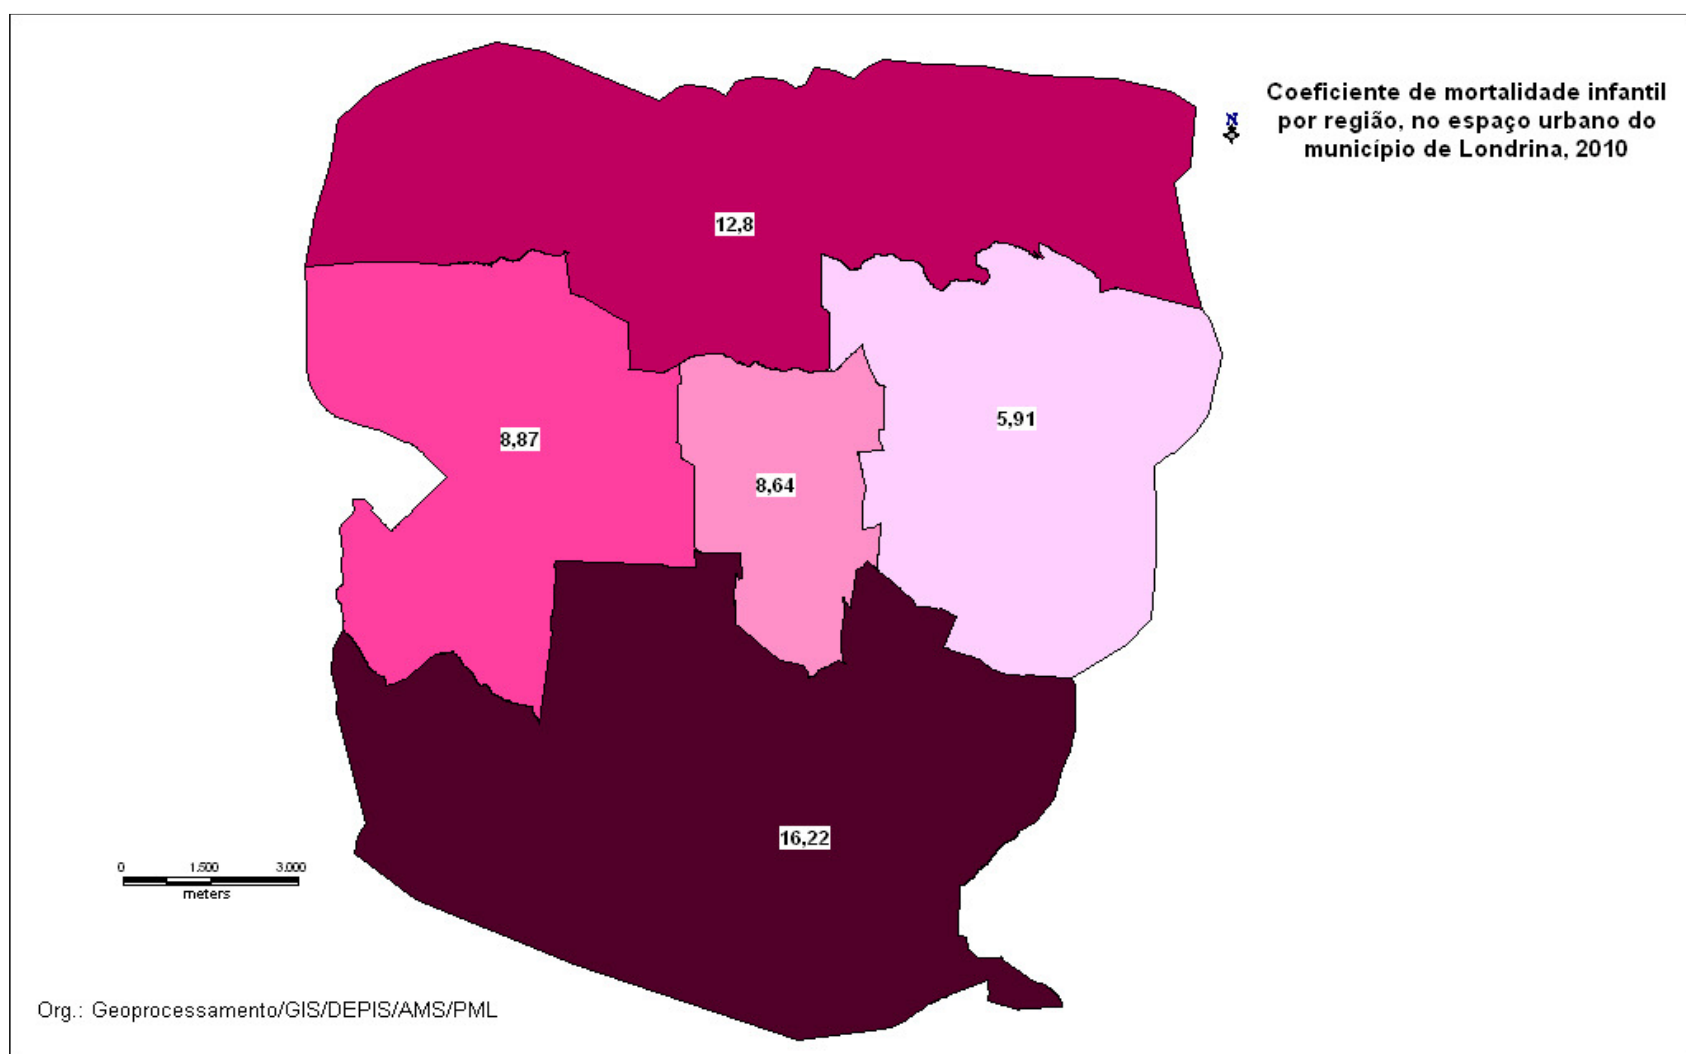 Coeficiente de mortalidade infantil
por região, no espaço urbano do
município de Londrina, 2010
N
12,8
5,91
8,87
8,64
16,22
0 1.500 3.000
meters
Org.: Geoprocessamento/GIS/DEPIS/AMS/PML